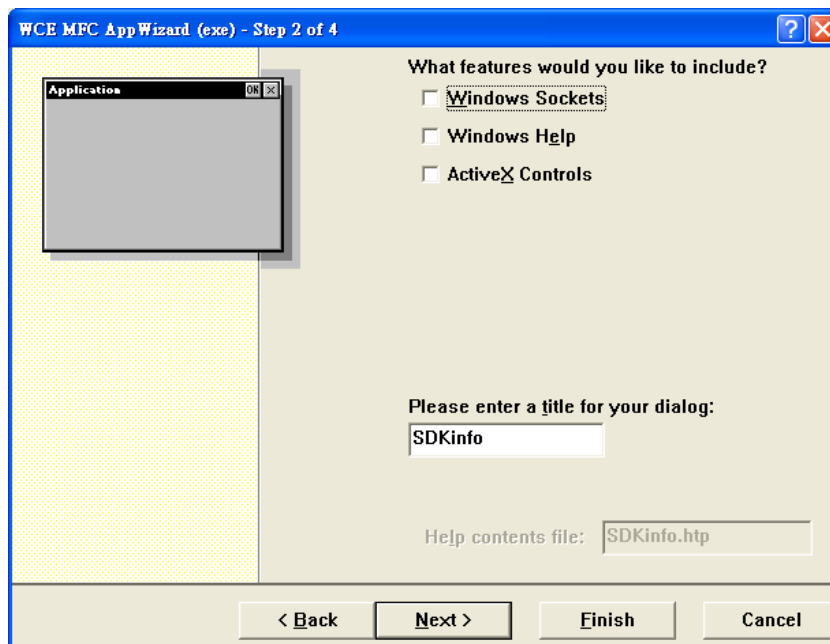 WCE MFC AppWizard (exe) - Step 2 of 4
Application OK
What features would you like to include?
Windows Sockets
Windows Help
ActiveX Controls
Please enter a title for your dialog:
SDKinfo
Help contents file: SDKinfo.htp
< Back Next > Finish Cancel